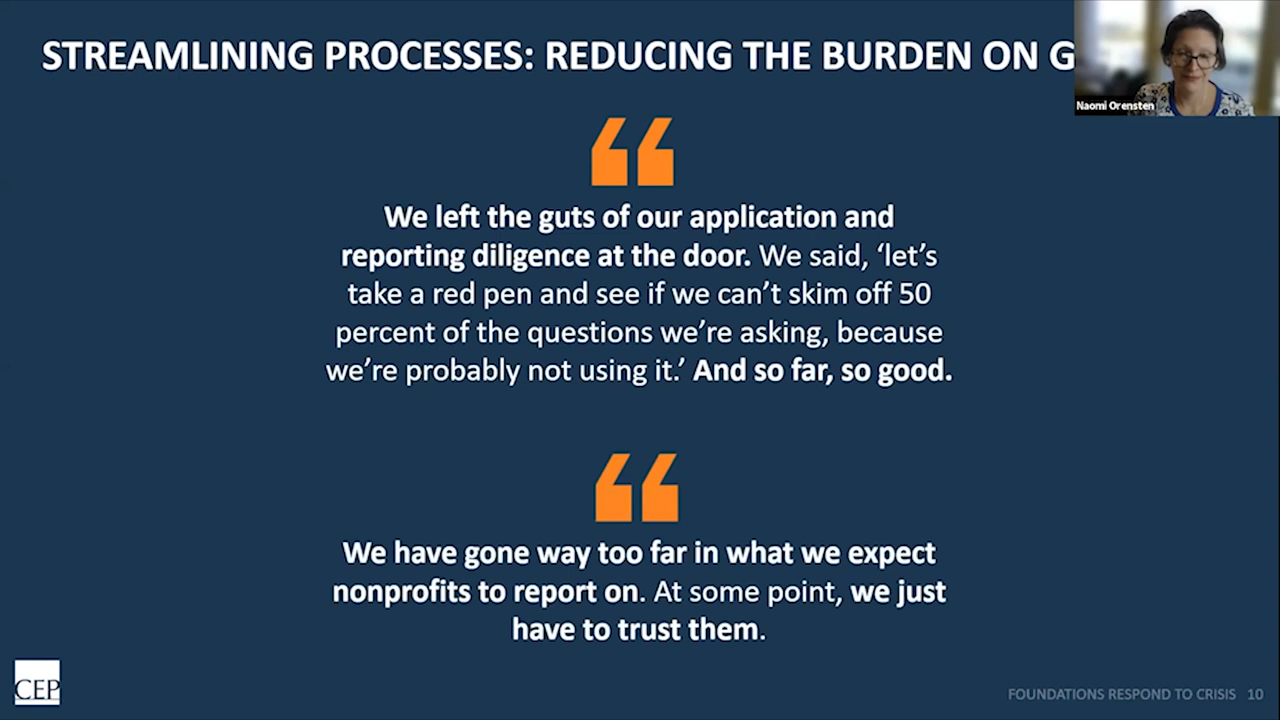 STREAMLINING PROCESSES: REDUCING THE BURDEN ON G
Naomi Orensten
“
We left the guts of our application and
reporting diligence at the door. We said, ‘let’s
take a red pen and see if we can’t skim off 50
percent of the questions we’re asking, because
we’re probably not using it.’ And so far, so good.
“
We have gone way too far in what we expect
nonprofits to report on. At some point, we just
have to trust them.
CEP
FOUNDATIONS RESPOND TO CRISIS 10